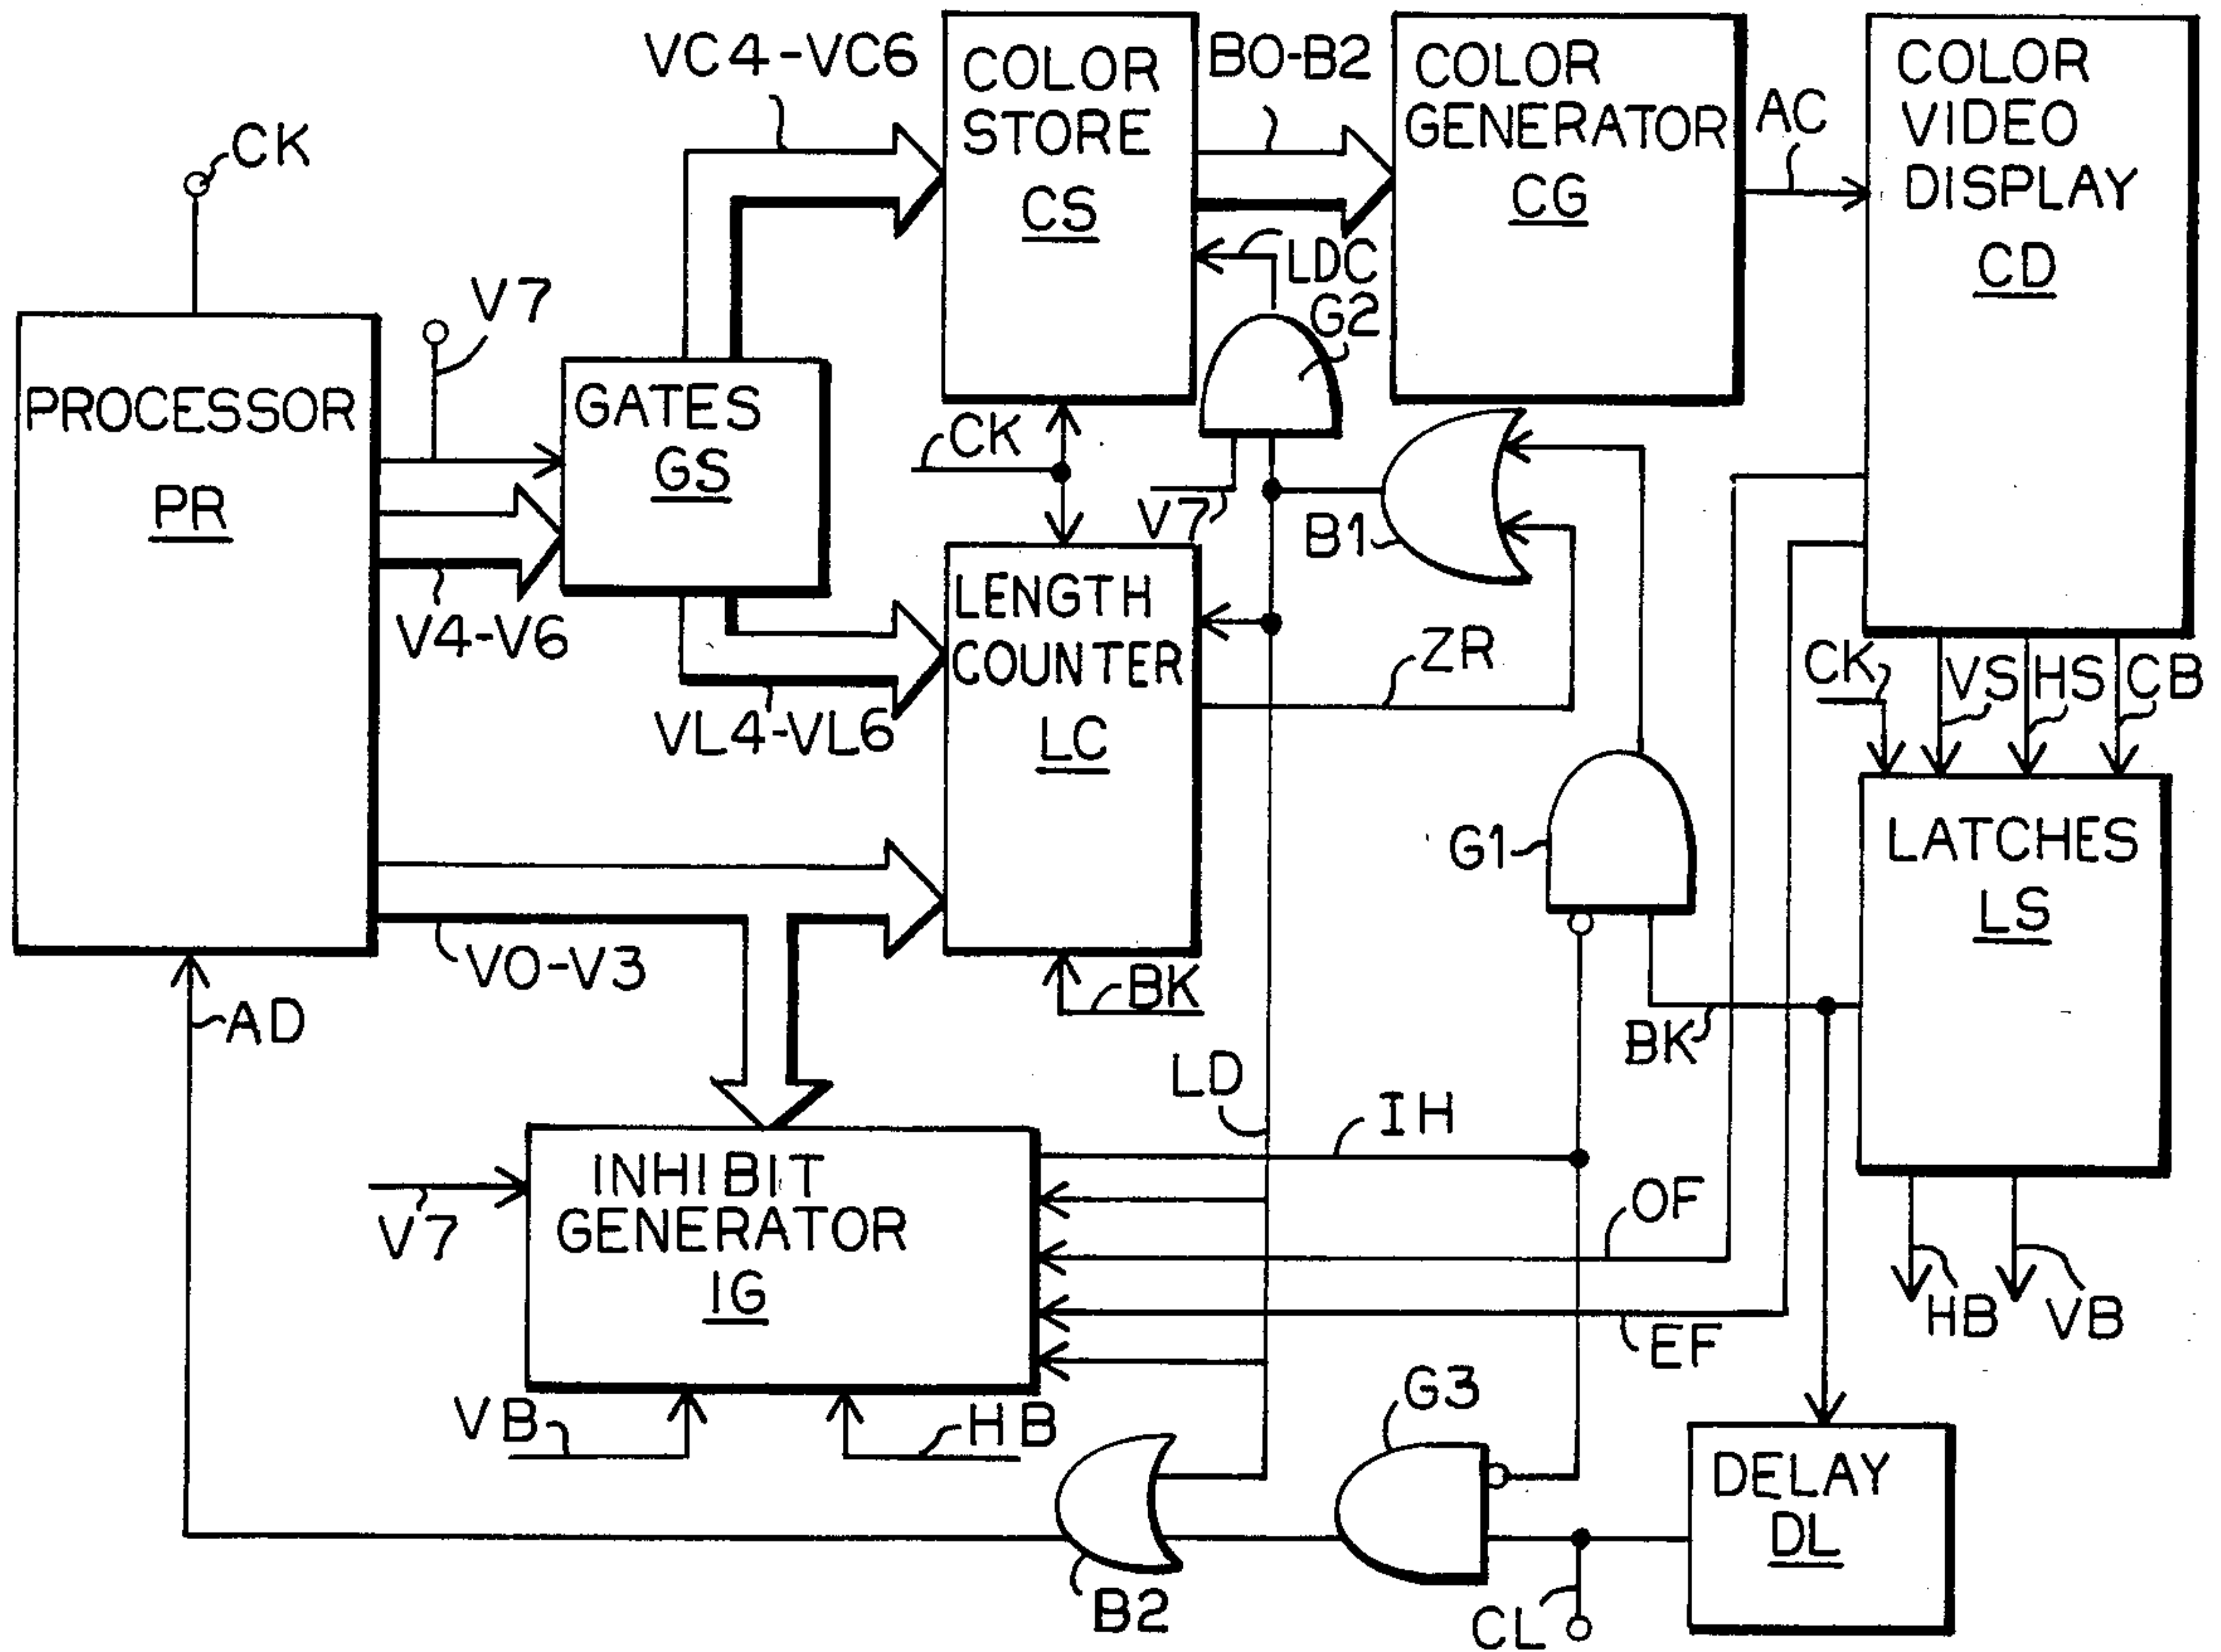 VC4-VC6
COLOR
STORE
CS
B0-B2
COLOR
GENERATOR
CG
AC
COLOR
VIDEO
DISPLAY
CD
CK
V7
LDC
G2
PROCESSOR
PR
GATES
GS
CK
V7
B1
V4-V6
LENGTH
COUNTER
LC
ZR
CK
VS
HS
CB
VL4-VL6
G1
LATCHES
LS
V0-V3
BK
AD
BK
LD
IH
INHIBIT
GENERATOR
IG
V7
OF
HB
VB
EF
VB
HB
G3
DELAY
DL
B2
CL